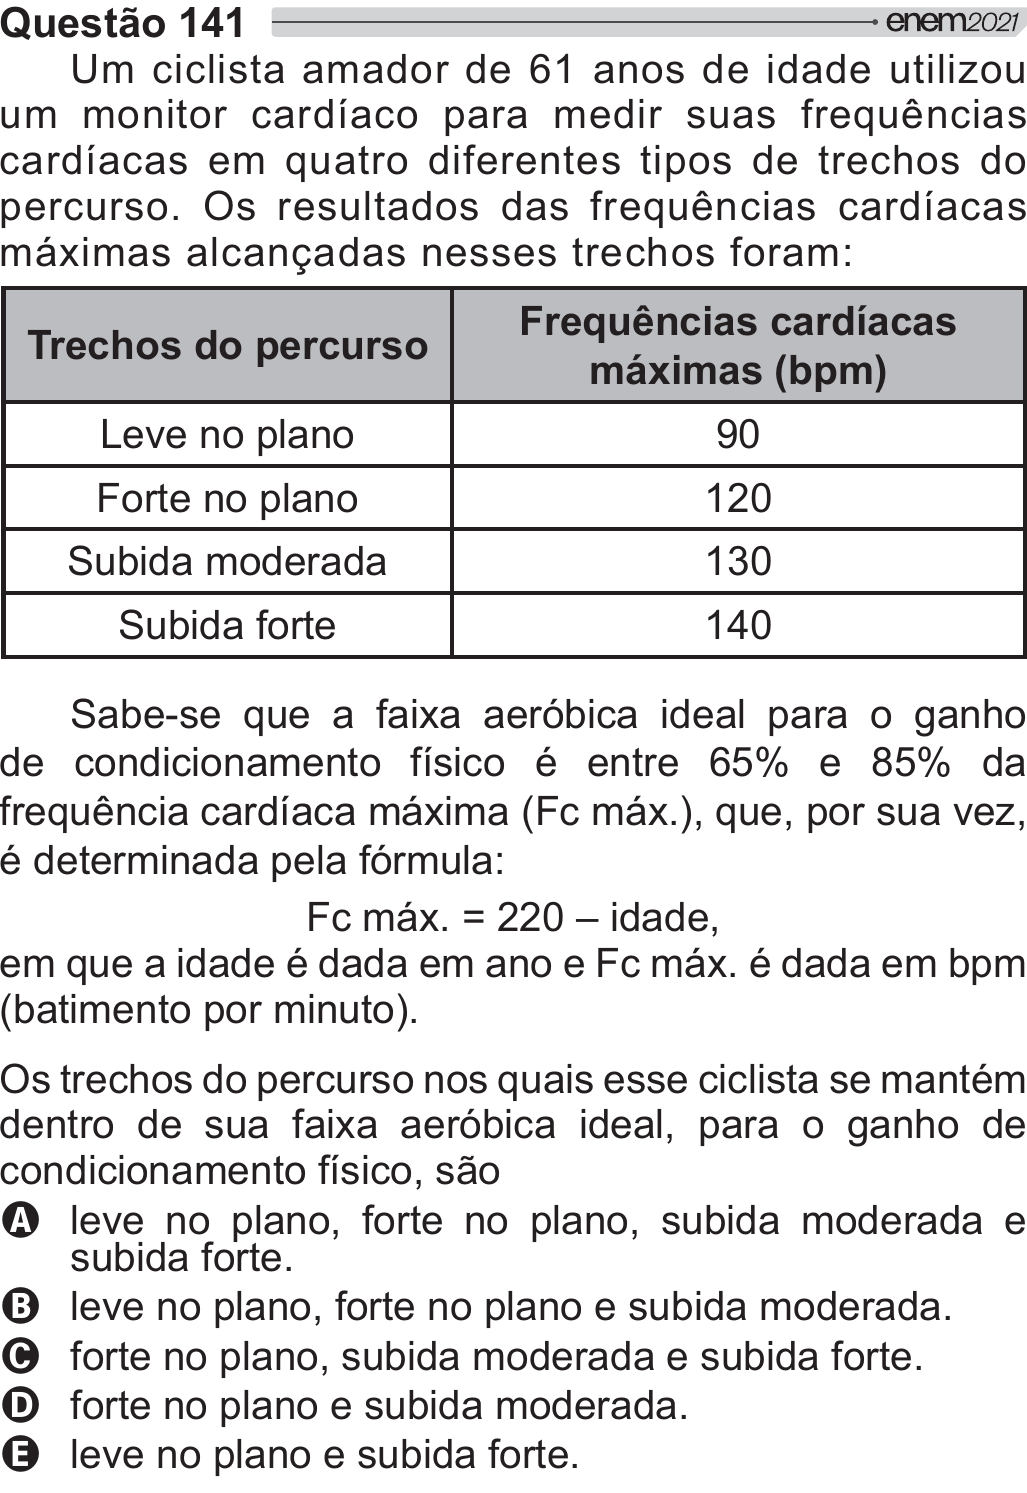 Questão 141 enem2021
Um ciclista amador de 61 anos de idade utilizou
um monitor cardíaco para medir suas frequências
cardíacas em quatro diferentes tipos de trechos do
percurso. Os resultados das frequências cardíacas
máximas alcançadas nesses trechos foram:
Trechos do percurso
Frequências cardíacas
máximas (bpm)
Leve no plano 90
Forte no plano 120
Subida moderada 130
Subida forte 140
Sabe-se que a faixa aeróbica ideal para o ganho
de condicionamento físico é entre 65% e 85% da
frequência cardíaca máxima (Fc máx.), que, por sua vez,
é determinada pela fórmula:
Fc máx. = 220 – idade,
em que a idade é dada em ano e Fc máx. é dada em bpm
(batimento por minuto).
Os trechos do percurso nos quais esse ciclista se mantém
dentro de sua faixa aeróbica ideal, para o ganho de
condicionamento físico, são
A leve no plano, forte no plano, subida moderada e
subida forte.
B leve no plano, forte no plano e subida moderada.
C forte no plano, subida moderada e subida forte.
D forte no plano e subida moderada.
E leve no plano e subida forte.